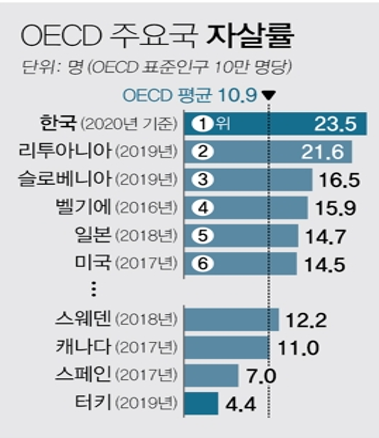 OECD 주요국 자살률
단위: 명 (OECD 표준인구 10만 명당)
OECD 평균 10.9 ▼
한국 (2020년 기준) 1위 23.5
리투아니아 (2019년) 2 21.6
슬로베니아 (2019년) 3 16.5
벨기에 (2016년) 4 15.9
일본 (2018년) 5 14.7
미국 (2017년) 6 14.5
⋮
스웨덴 (2018년) 12.2
캐나다 (2017년) 11.0
스페인 (2017년) 7.0
터키 (2019년) 4.4